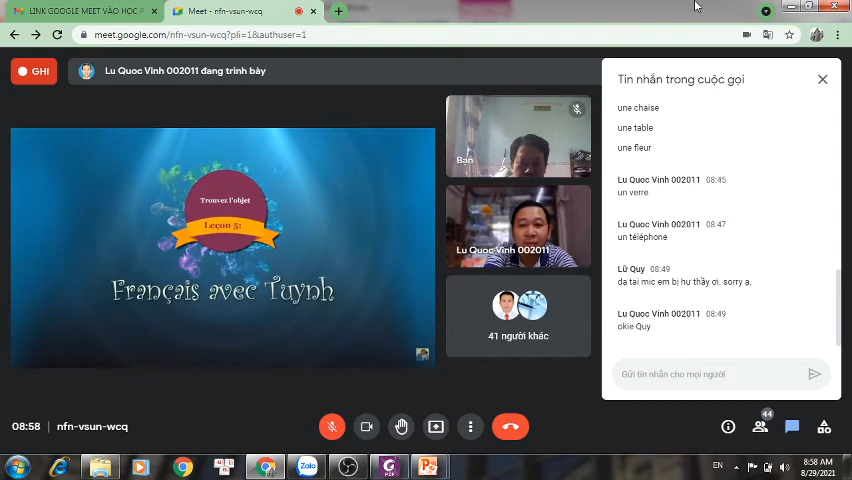 LINK GOOGLE MEET VÀO HỌC P
Meet - nfn-vsun-wcq
meet.google.com/nfn-vsun-wcq?pli=1&authuser=1
GHI
Lu Quoc Vinh 002011 đang trình bày
Trouvez l'objet
Leçon 5:
Français avec Tuynh
Bạn
Lu Quoc Vinh 002011
41 người khác
Tin nhắn trong cuộc gọi
une chaise
une table
une fleur
Lu Quoc Vinh 002011 08:45
un verre
Lu Quoc Vinh 002011 08:47
un téléphone
Lữ Quy 08:49
dạ tai mic em bị hư thầy ơi. sorry ạ.
Lu Quoc Vinh 002011 08:49
okie Quy
Gửi tin nhắn cho mọi người
08:58 nfn-vsun-wcq
44
Zalo
PDF
EN
8:58 AM
8/29/2021